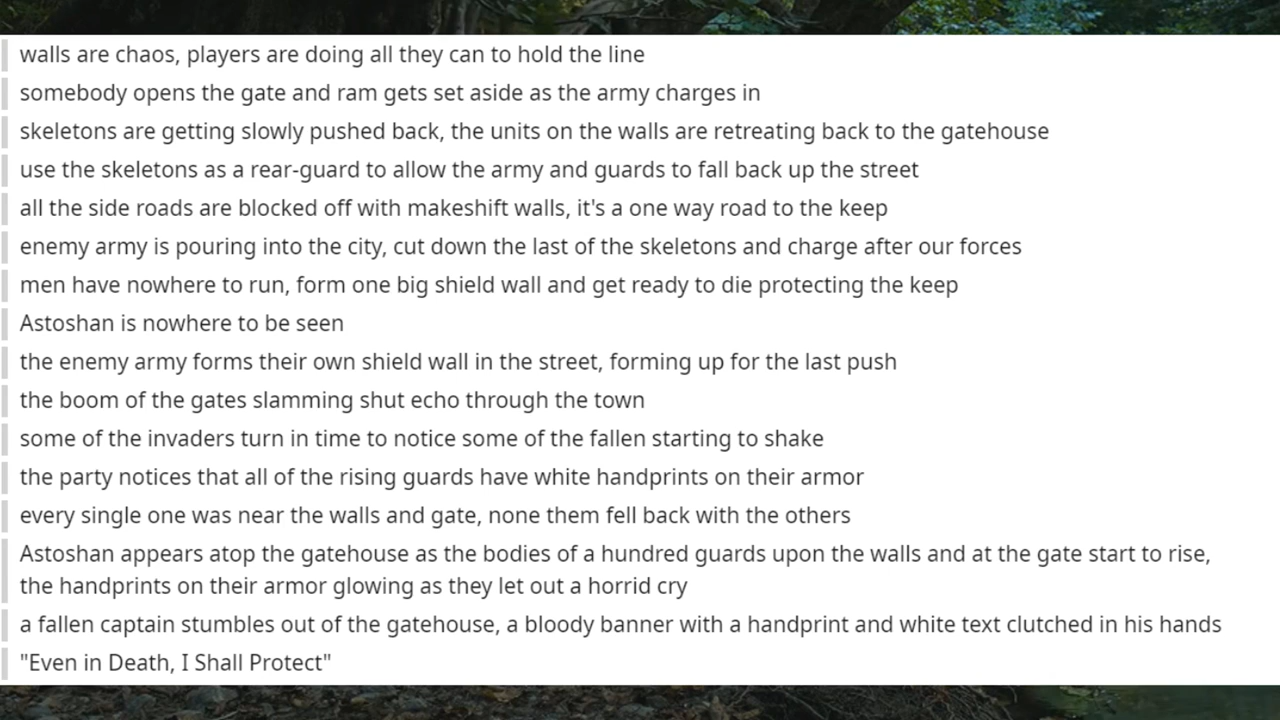 walls are chaos, players are doing all they can to hold the line
somebody opens the gate and ram gets set aside as the army charges in
skeletons are getting slowly pushed back, the units on the walls are retreating back to the gatehouse
use the skeletons as a rear-guard to allow the army and guards to fall back up the street
all the side roads are blocked off with makeshift walls, it's a one way road to the keep
enemy army is pouring into the city, cut down the last of the skeletons and charge after our forces
men have nowhere to run, form one big shield wall and get ready to die protecting the keep
Astoshan is nowhere to be seen
the enemy army forms their own shield wall in the street, forming up for the last push
the boom of the gates slamming shut echo through the town
some of the invaders turn in time to notice some of the fallen starting to shake
the party notices that all of the rising guards have white handprints on their armor
every single one was near the walls and gate, none them fell back with the others
Astoshan appears atop the gatehouse as the bodies of a hundred guards upon the walls and at the gate start to rise,
the handprints on their armor glowing as they let out a horrid cry
a fallen captain stumbles out of the gatehouse, a bloody banner with a handprint and white text clutched in his hands
"Even in Death, I Shall Protect"